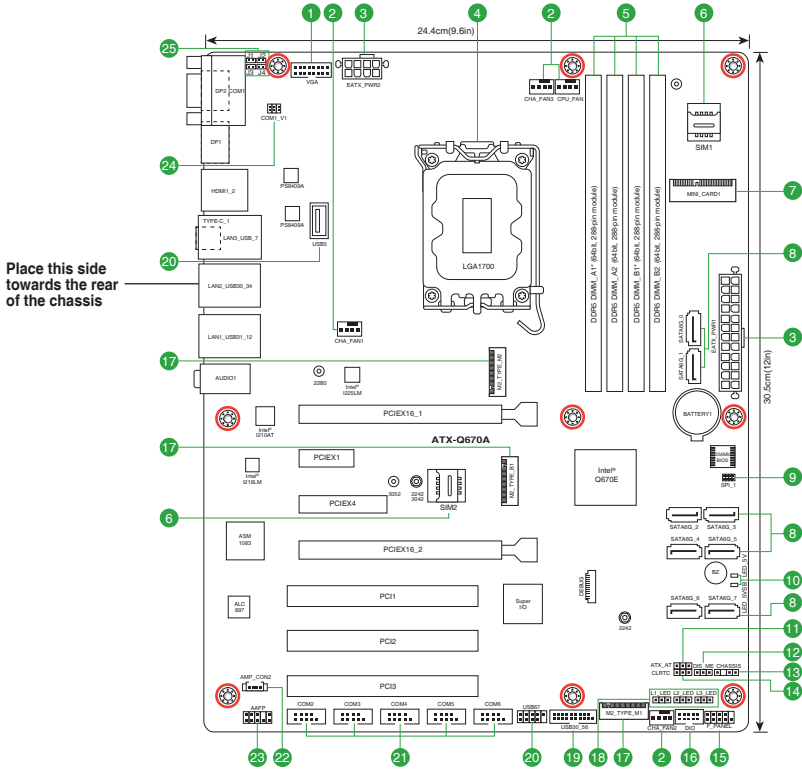 25
1
2
3
4
2
5
6
24.4cm(9.6in)
J1 J2
J3 J4
VGA
EATX_PWR2
CHA_FAN3
CPU_FAN
DP2
COM1
COM1_V1
24
SIM1
DP1
PS8409A
MINI_CARD1
7
HDMI1_2
PS8409A
TYPE-C_1
LAN3_USB_7
USB5
20
8
Place this side
towards the rear
of the chassis
LGA1700
DDR5 DIMM_A1* (64bit, 288-pin module)
DDR5 DIMM_A2 (64bit, 288-pin module)
DDR5 DIMM_B1* (64bit, 288-pin module)
DDR5 DIMM_B2 (64bit, 288-pin module)
LAN2_USB30_34
SATA6G_0
SATA6G_1
EATX_PWR1
3
2
CHA_FAN1
LAN1_USB31_12
30.5cm(12in)
17
M2_TYPE_M2
AUDIO1
2280
Intel®
I225LM
PCIEX16_1
BATTERY1
Intel®
I210AT
ATX-Q670A
17
PCIEX1
M2_TYPE_B1
256Mb
BIOS
Intel®
I219LM
Intel®
Q670E
SPI_1
9
3052
2242
3042
PCIEX4
6
SIM2
SATA6G_2
SATA6G_3
8
ASM
1083
PCIEX16_2
SATA6G_4
SATA6G_5
LED_5V
BZ
10
DEBUG
LED_5VSB1
PCI1
ALC
897
Super
I/O
SATA6G_6
SATA6G_7
8
2242
PCI2
11
12
ATX_AT
DIS_ME
CHASSIS
CLRTC
13
AMP_CON2
PCI3
14
L1_LED
L2_LED
L3_LED
AAFP
COM2
COM3
COM4
COM5
COM6
USB67
USB30_56
M2_TYPE_M1
CHA_FAN2
DIO
F_PANEL
23
22
21
20
19
18
17
2
16
15